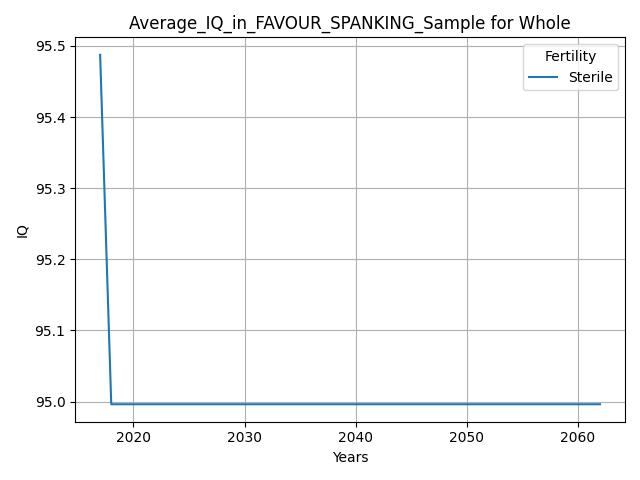 Average_IQ_in_FAVOUR_SPANKING_Sample for Whole
95.5
95.4
95.3
95.2
95.1
95.0
IQ
Fertility
Sterile
2020
2030
2040
2050
2060
Years